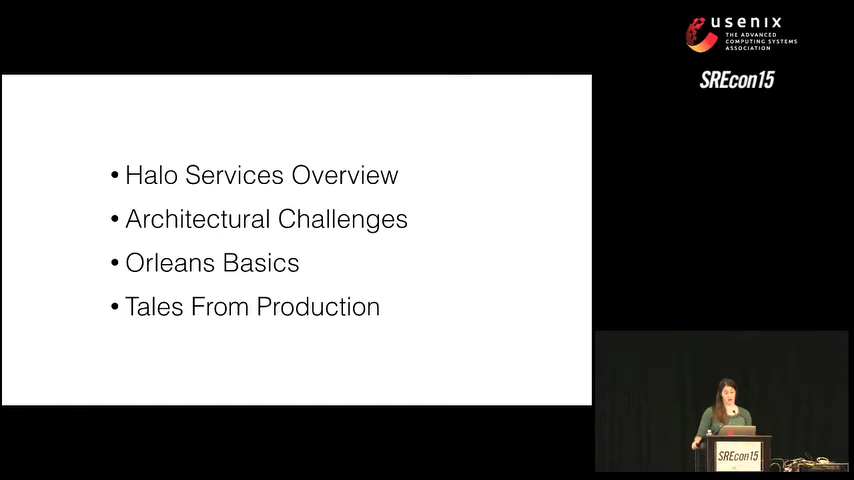 usenix
THE ADVANCED
COMPUTING SYSTEMS
ASSOCIATION
SREcon15
• Halo Services Overview
• Architectural Challenges
• Orleans Basics
• Tales From Production
SREcon15